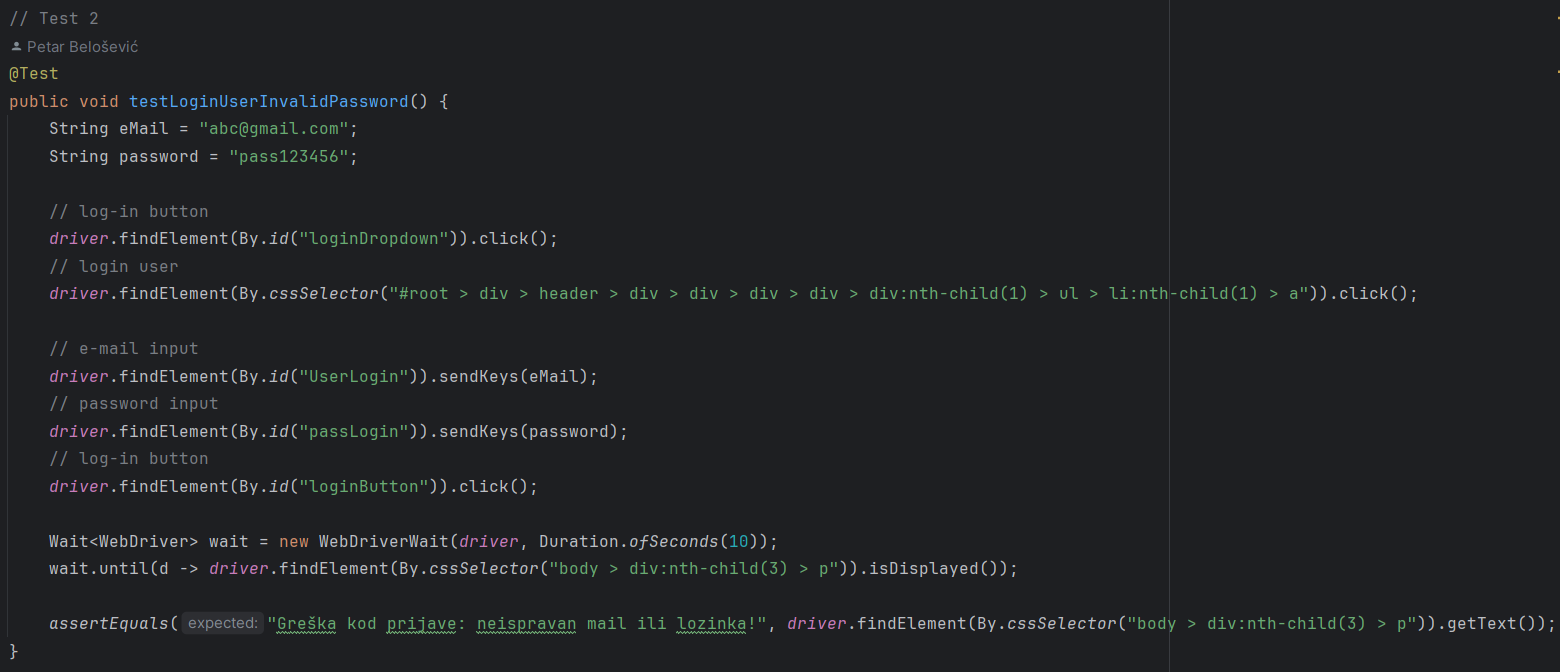 // Test 2
Petar Belošević
@Test
public void testLoginUserInvalidPassword() {
    String eMail = "abc@gmail.com";
    String password = "pass123456";

    // log-in button
    driver.findElement(By.id("loginDropdown")).click();
    // login user
    driver.findElement(By.cssSelector("#root > div > header > div > div > div > div > div:nth-child(1) > ul > li:nth-child(1) > a")).click();

    // e-mail input
    driver.findElement(By.id("UserLogin")).sendKeys(eMail);
    // password input
    driver.findElement(By.id("passLogin")).sendKeys(password);
    // log-in button
    driver.findElement(By.id("loginButton")).click();

    Wait<WebDriver> wait = new WebDriverWait(driver, Duration.ofSeconds(10));
    wait.until(d -> driver.findElement(By.cssSelector("body > div:nth-child(3) > p")).isDisplayed());

    assertEquals( expected: "Greška kod prijave: neispravan mail ili lozinka!", driver.findElement(By.cssSelector("body > div:nth-child(3) > p")).getText());
}